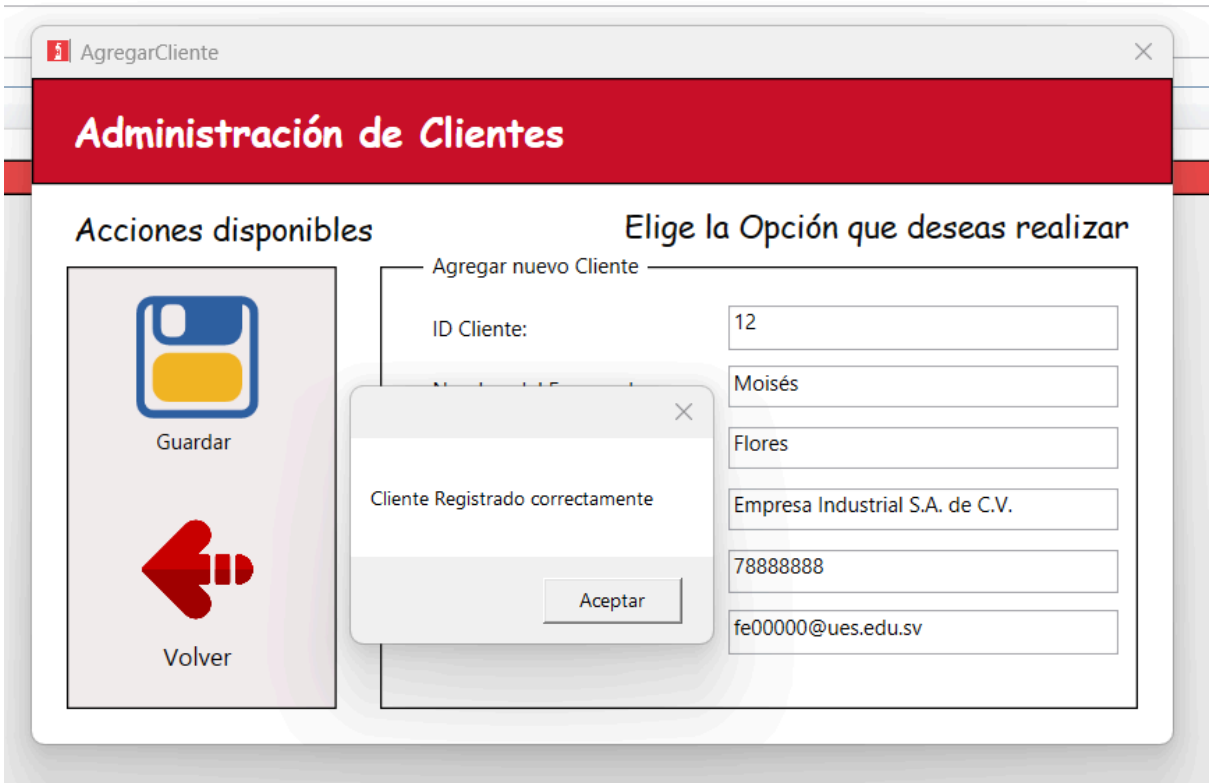 AgregarCliente
Administración de Clientes
Acciones disponibles
Elige la Opción que deseas realizar
Agregar nuevo Cliente
ID Cliente:
12
Moisés
Guardar
Flores
Cliente Registrado correctamente
Empresa Industrial S.A. de C.V.
78888888
Aceptar
fe00000@ues.edu.sv
Volver